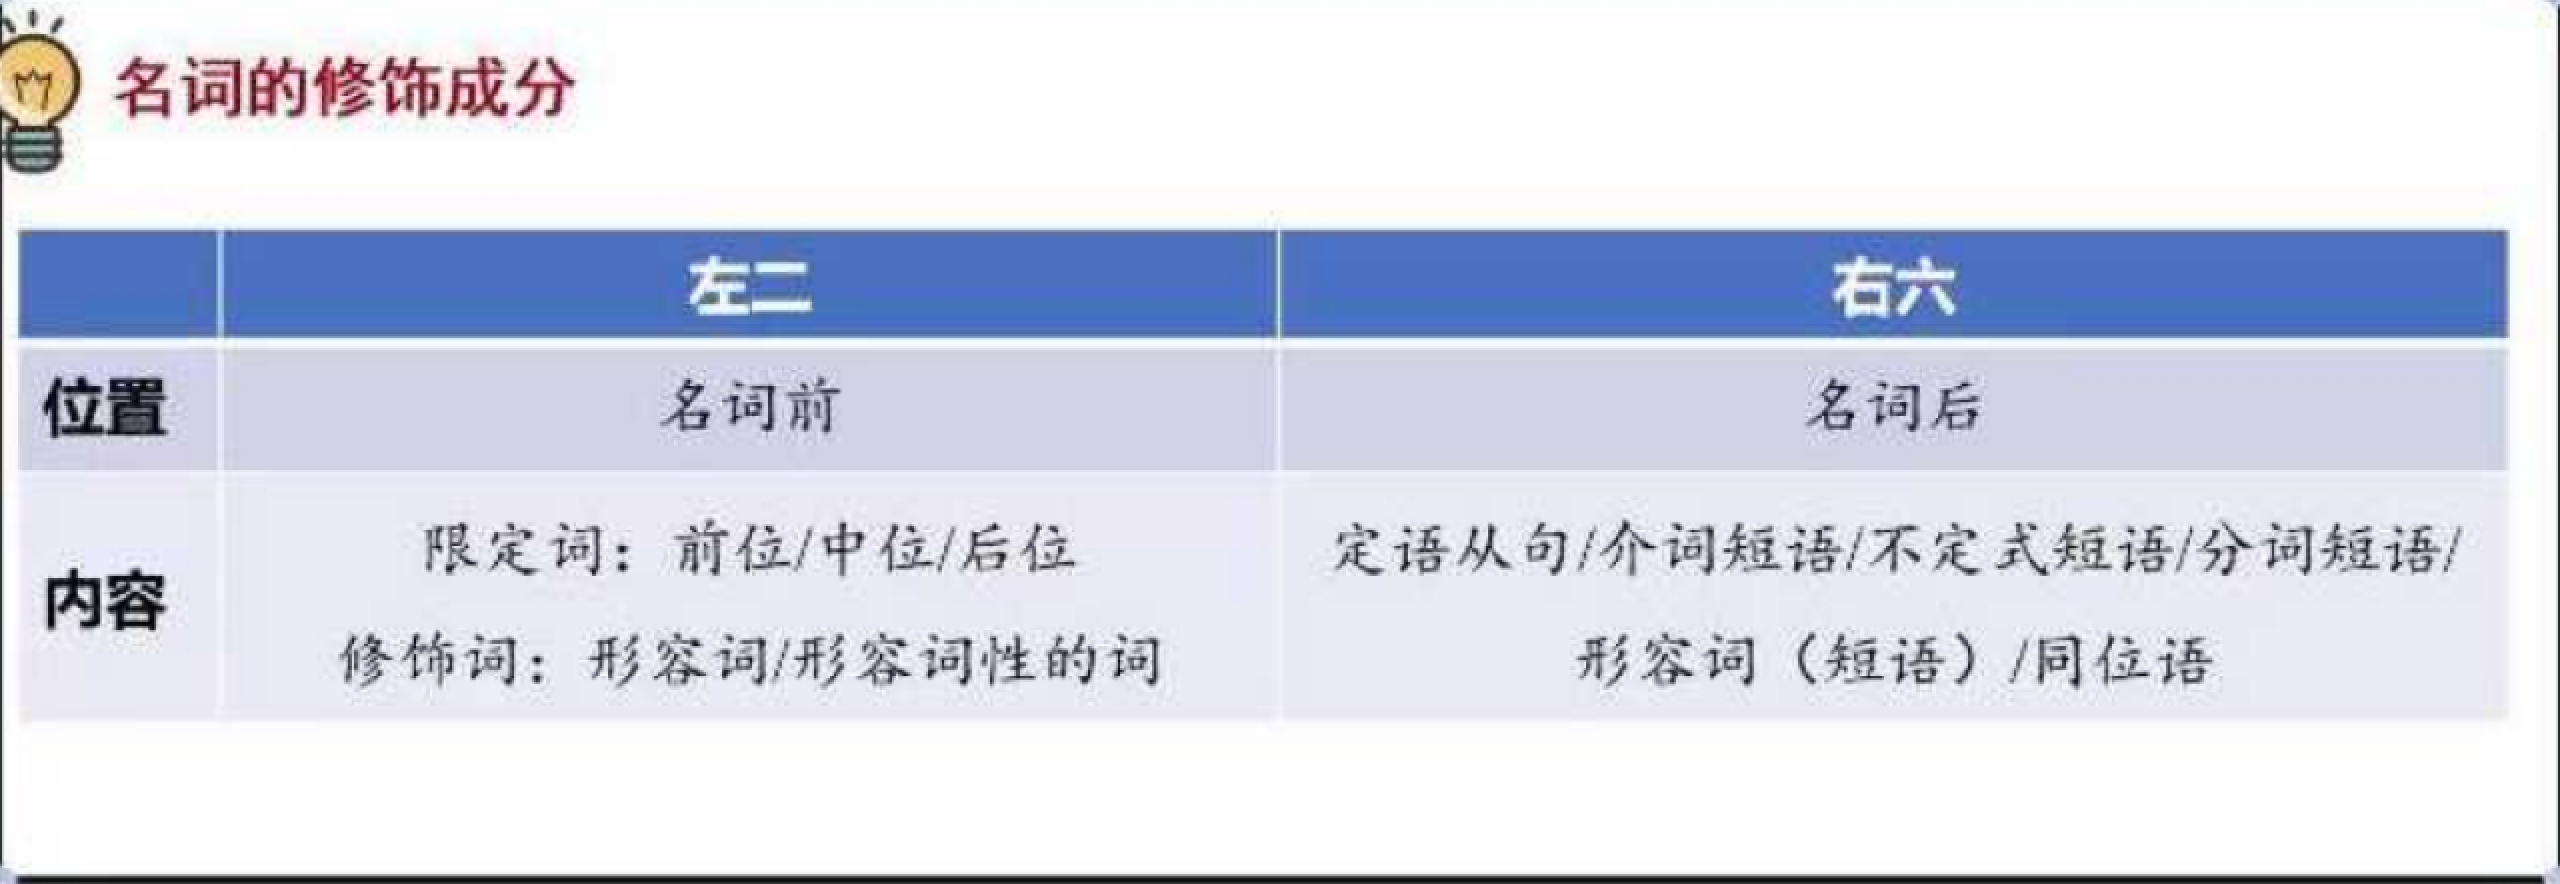 名词的修饰成分
左二 右六
位置 名词前 名词后
内容
限定词：前位/中位/后位
修饰词：形容词/形容词性的词
定语从句/介词短语/不定式短语/分词短语/
形容词（短语）/同位语